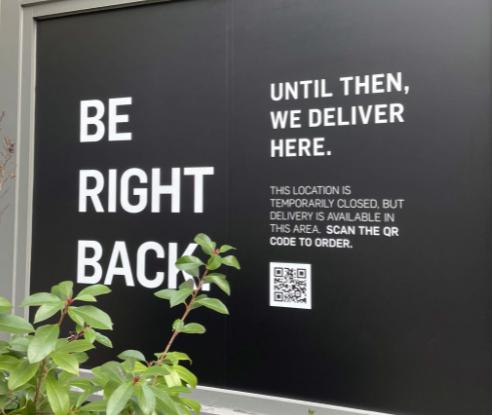 BE
RIGHT
BACK
UNTIL THEN,
WE DELIVER
HERE.
THIS LOCATION IS
TEMPORARILY CLOSED, BUT
DELIVERY IS AVAILABLE IN
THIS AREA. SCAN THE QR
CODE TO ORDER.